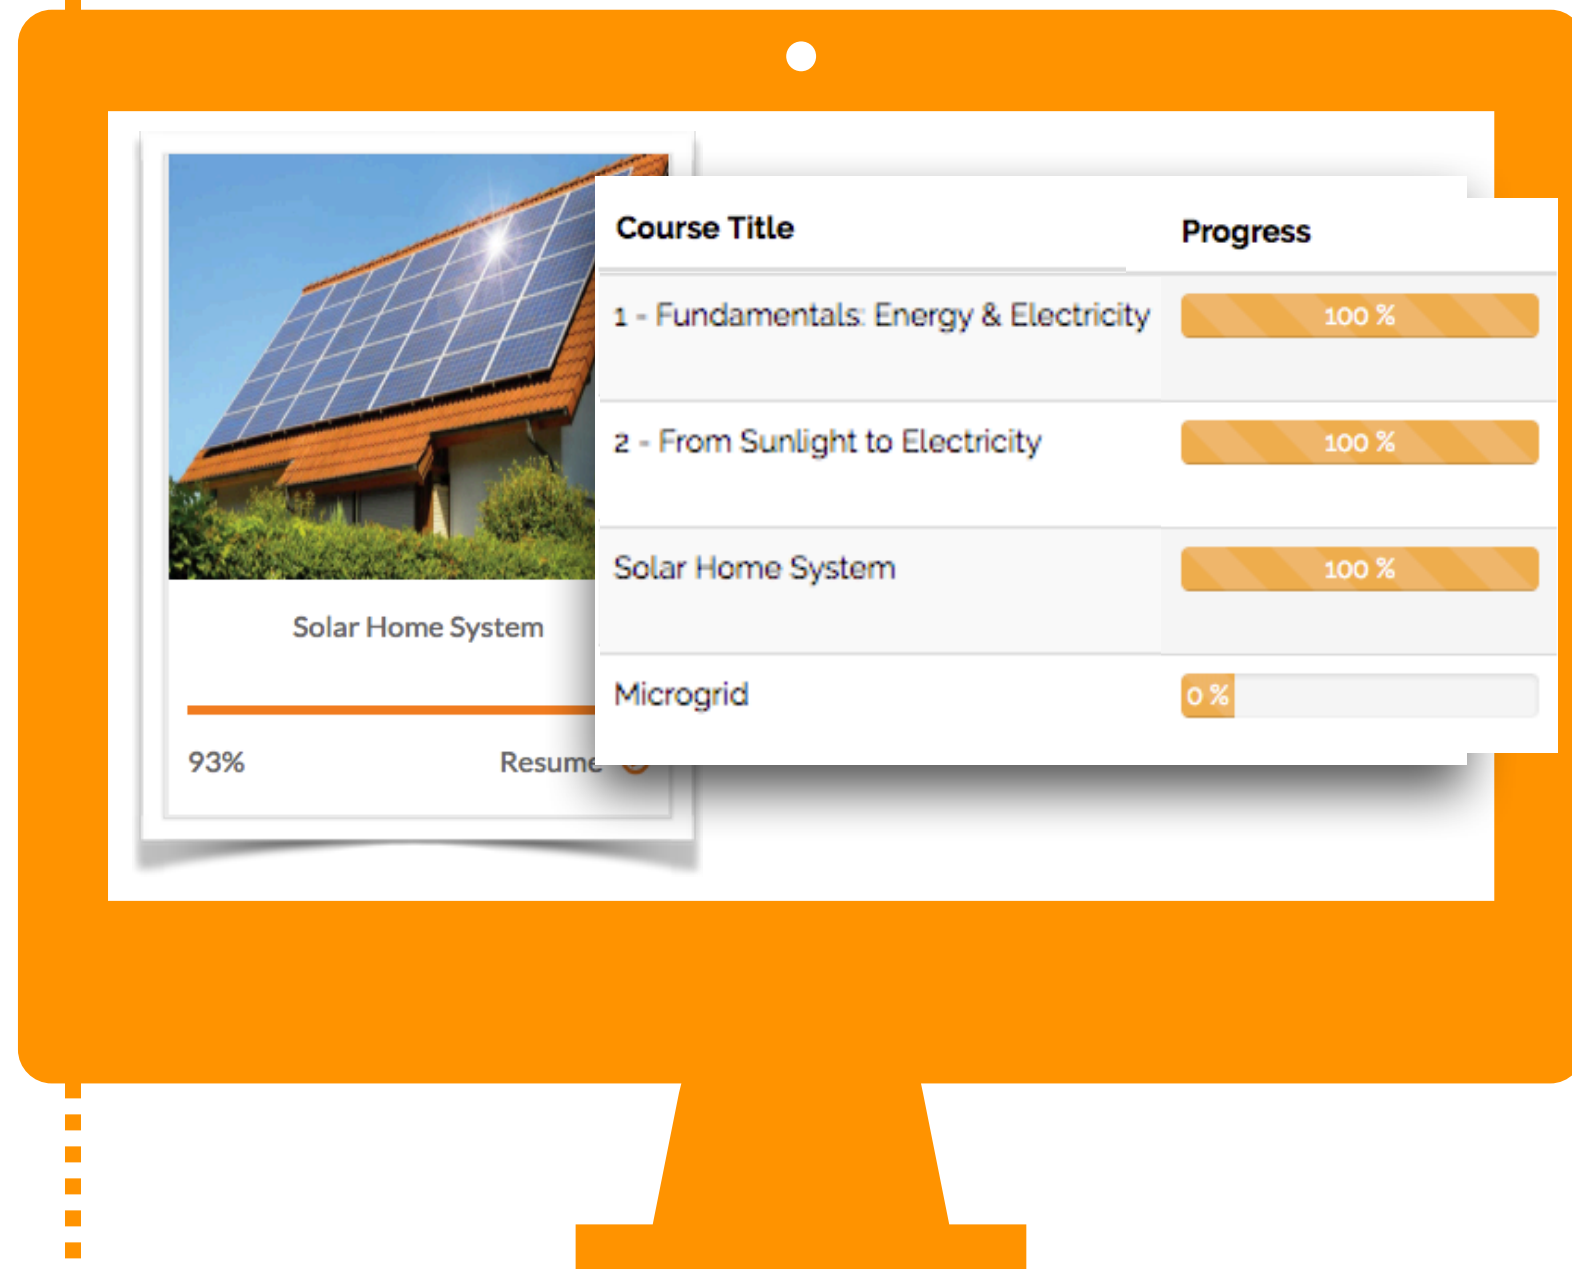 Course Title Progress
1 - Fundamentals: Energy & Electricity 100 %
2 - From Sunlight to Electricity 100 %
Solar Home System 100 %
Microgrid 0 %
Solar Home System
93% Resume